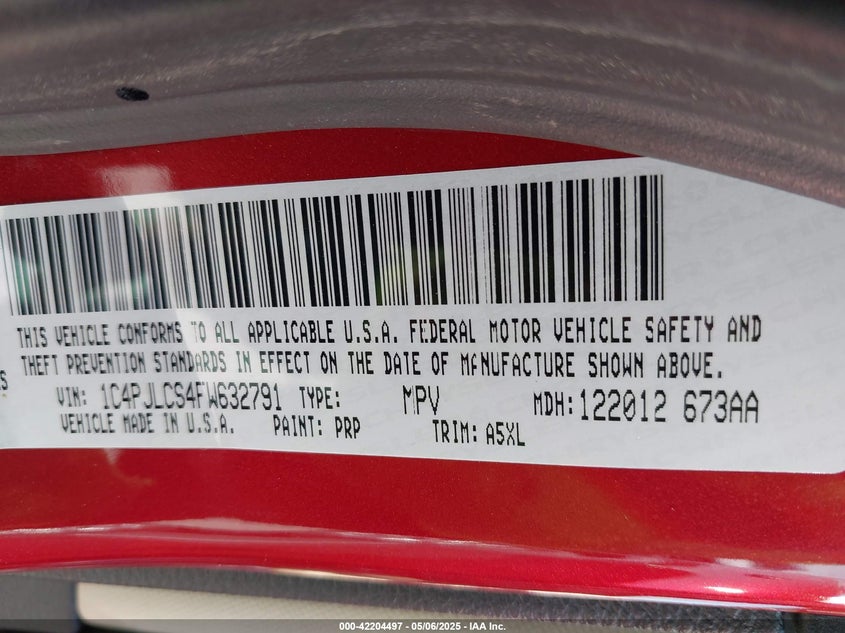 THIS VEHICLE CONFORMS TO ALL APPLICABLE U.S.A. FEDERAL MOTOR VEHICLE SAFETY AND
THEFT PREVENTION STANDARDS IN EFFECT ON THE DATE OF MANUFACTURE SHOWN ABOVE.
VIN: 1C4PJLCS4FW632791 TYPE: MPV MDH:122012 673AA
VEHICLE MADE IN U.S.A. PAINT: PRP TRIM: A5XL
000-42204497 - 05/06/2025 - IAA Inc.